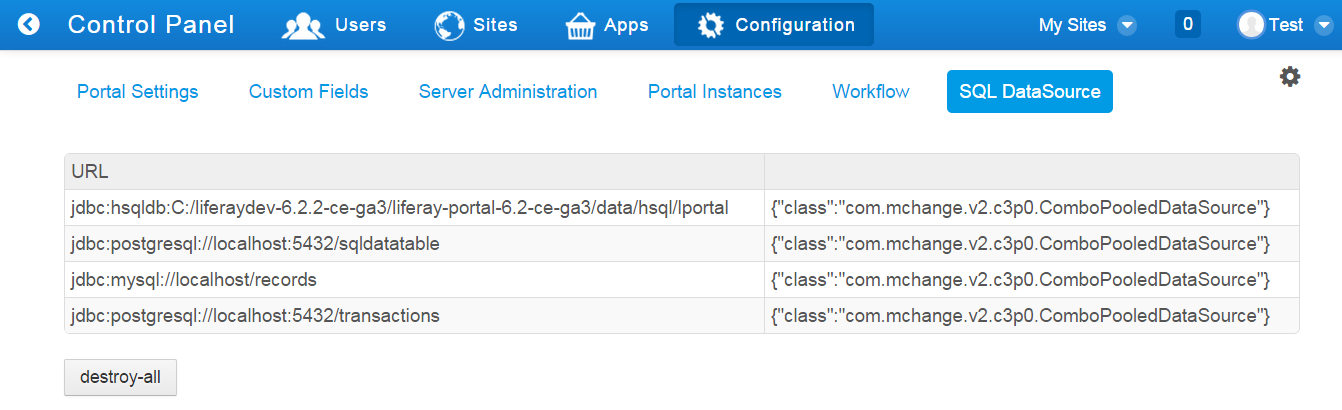 Control Panel Users Sites Apps Configuration My Sites 0 Test
Portal Settings Custom Fields Server Administration Portal Instances Workflow SQL DataSource
URL
jdbc:hsqldb:C:/liferaydev-6.2.2-ce-ga3/liferay-portal-6.2-ce-ga3/data/hsql/lportal {"class":"com.mchange.v2.c3p0.ComboPooledDataSource"}
jdbc:postgresql://localhost:5432/sqldatatable {"class":"com.mchange.v2.c3p0.ComboPooledDataSource"}
jdbc:mysql://localhost/records {"class":"com.mchange.v2.c3p0.ComboPooledDataSource"}
jdbc:postgresql://localhost:5432/transactions {"class":"com.mchange.v2.c3p0.ComboPooledDataSource"}
destroy-all